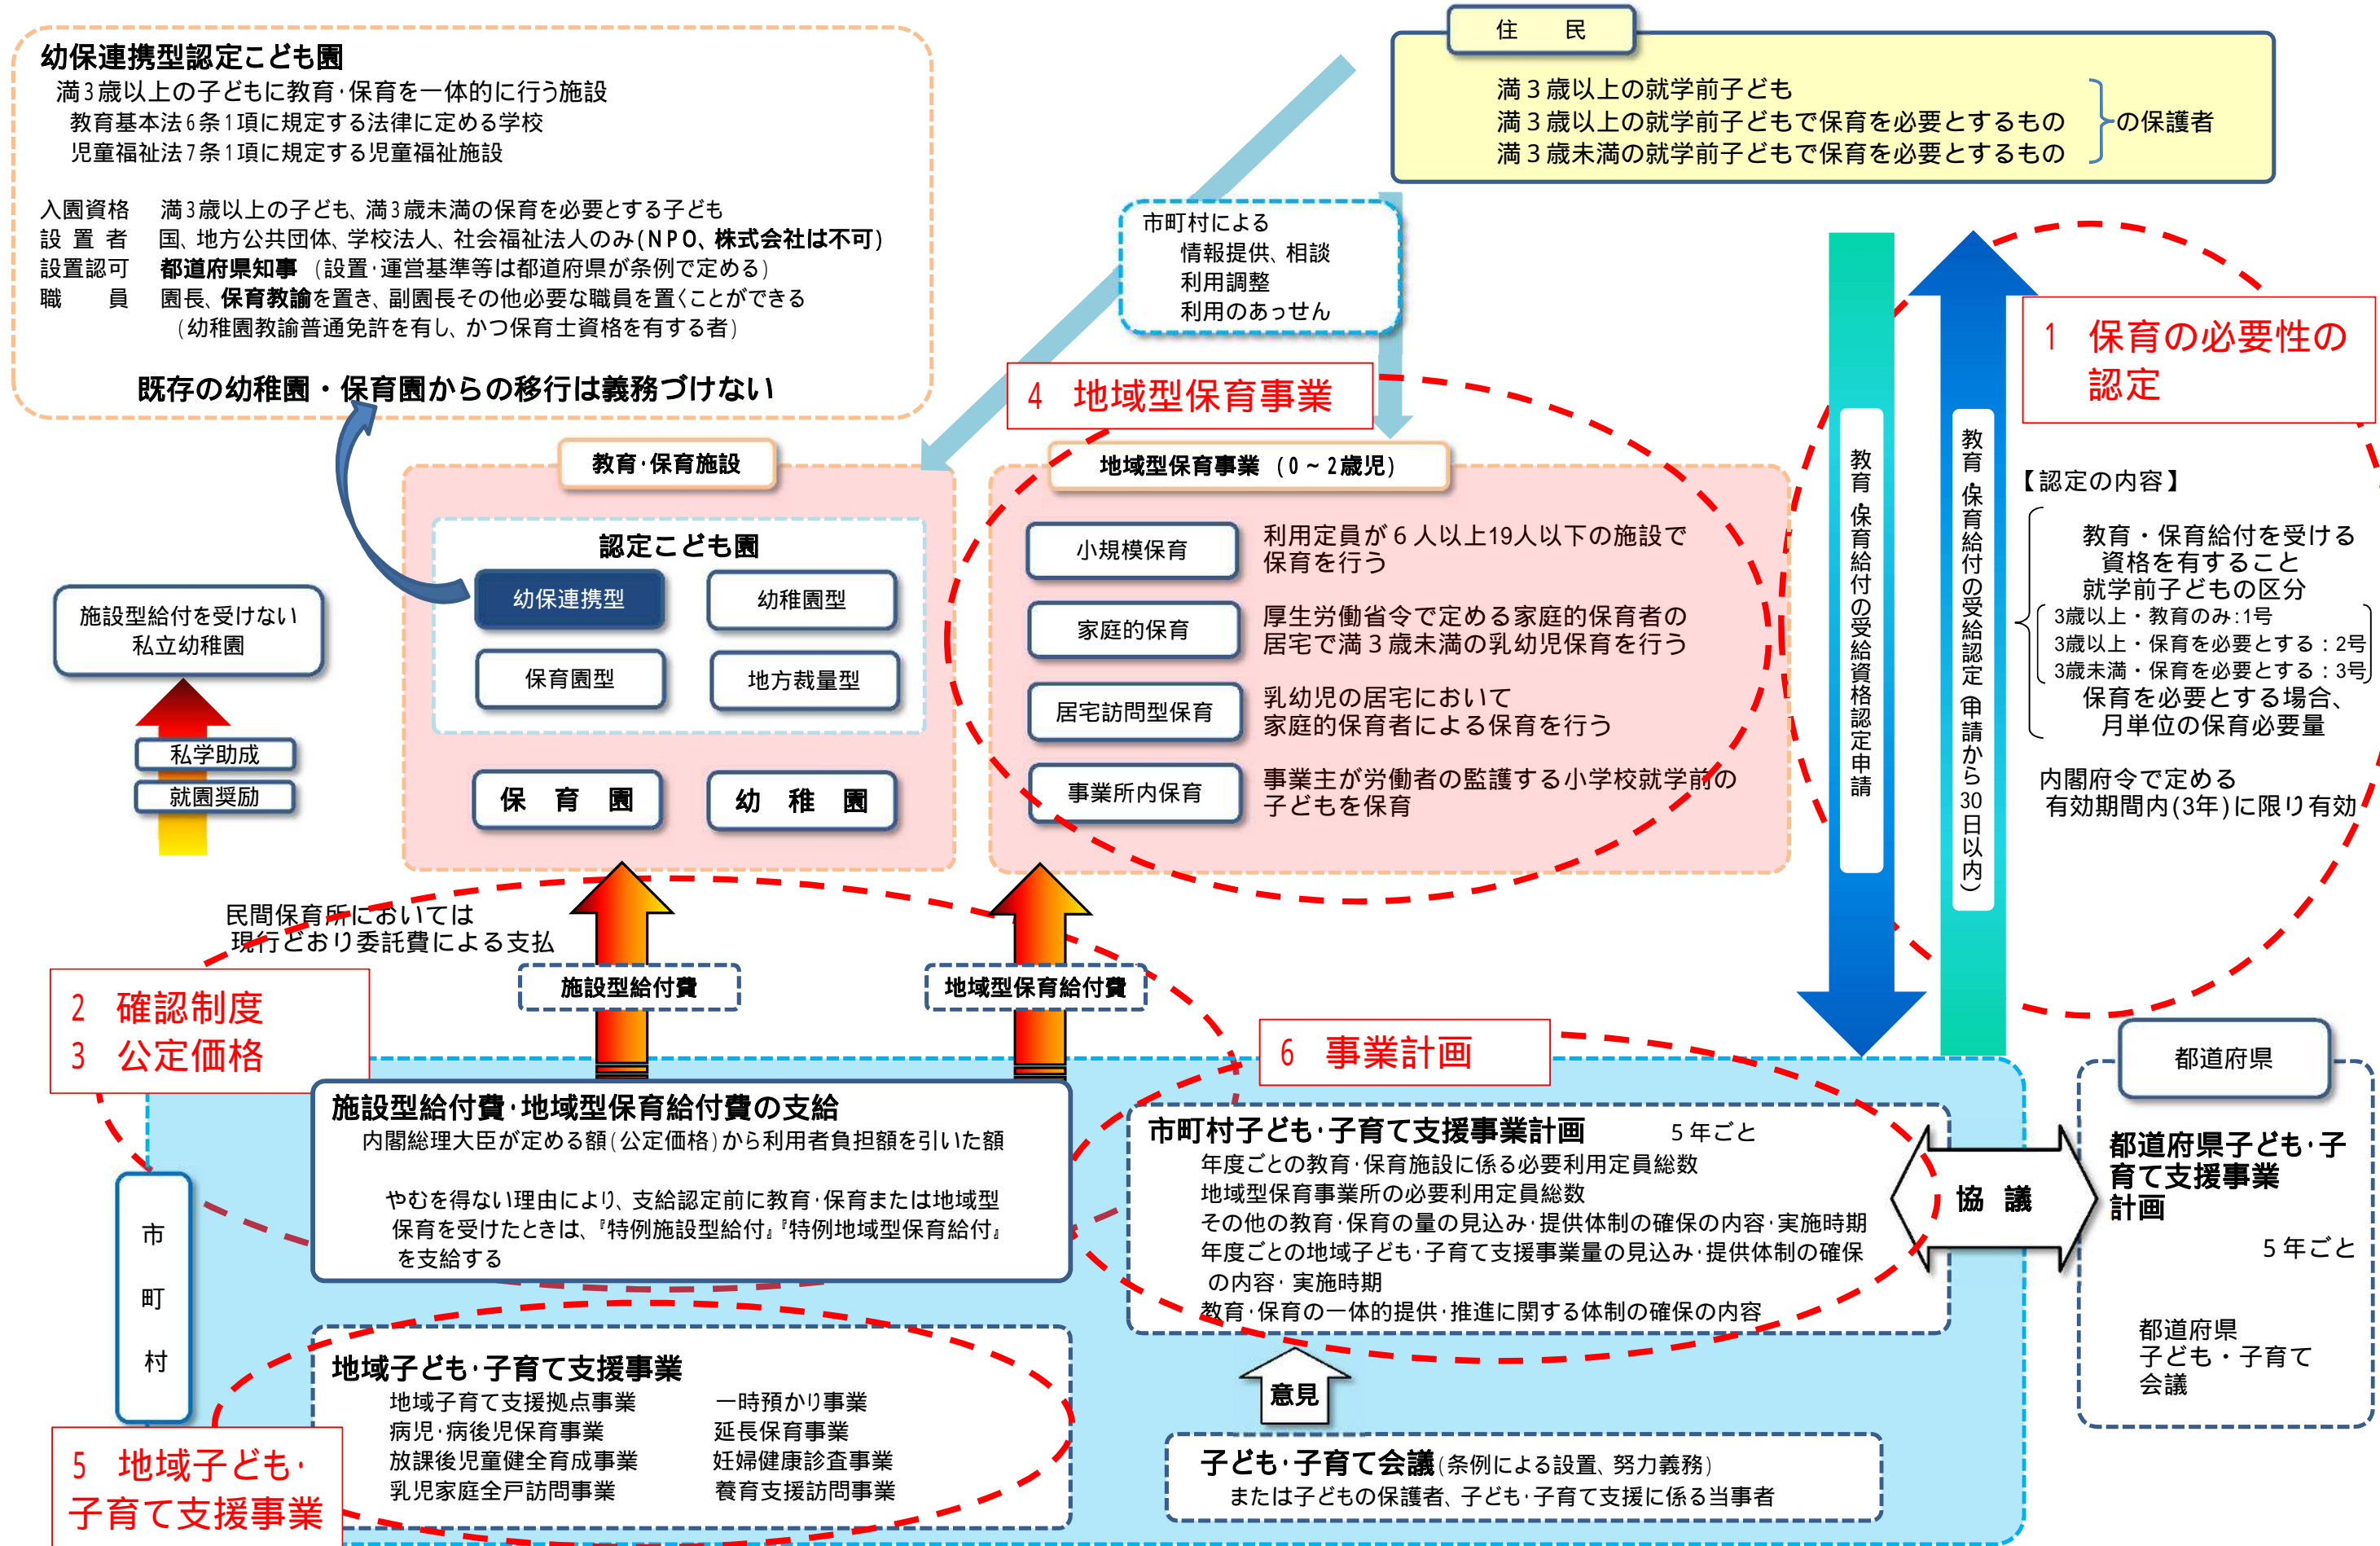 幼保連携型認定こども園
満3歳以上の子どもに教育・保育を一体的に行う施設
教育基本法6条1項に規定する法律に定める学校
児童福祉法7条1項に規定する児童福祉施設
入園資格 満3歳以上の子ども、満3歳未満の保育を必要とする子ども
設置者 国、地方公共団体、学校法人、社会福祉法人のみ(NPO、株式会社は不可)
設置認可 都道府県知事 (設置・運営基準等は都道府県が条例で定める)
職 員 園長、保育教諭を置き、副園長その他必要な職員を置くことができる
(幼稚園教諭普通免許を有し、かつ保育士資格を有する者)
既存の幼稚園・保育園からの移行は義務づけない
住 民
満3歳以上の就学前子ども
満3歳以上の就学前子どもで保育を必要とするもの
満3歳未満の就学前子どもで保育を必要とするもの
の保護者
市町村による
情報提供、相談
利用調整
利用のあっせん
1 保育の必要性の
認定
4 地域型保育事業
教育・保育施設
認定こども園
幼保連携型
幼稚園型
保育園型
地方裁量型
保 育 園
幼 稚 園
地域型保育事業 (0~2歳児)
小規模保育
利用定員が6人以上19人以下の施設で
保育を行う
家庭的保育
厚生労働省令で定める家庭的保育者の
居宅で満3歳未満の乳幼児保育を行う
居宅訪問型保育
乳幼児の居宅において
家庭的保育者による保育を行う
事業所内保育
事業主が労働者の監護する小学校就学前の
子どもを保育
教育・保育給付の受給資格認定申請
教育・保育給付の受給認定(申請から30日以内)
【認定の内容】
教育・保育給付を受ける
資格を有すること
就学前子どもの区分
3歳以上・教育のみ:1号
3歳以上・保育を必要とする:2号
3歳未満・保育を必要とする:3号
保育を必要とする場合、
月単位の保育必要量
内閣府令で定める
有効期間内(3年)に限り有効
施設型給付を受けない
私立幼稚園
私学助成
就園奨励
民間保育所においては
現行どおり委託費による支払
施設型給付費
地域型保育給付費
2 確認制度
3 公定価格
施設型給付費・地域型保育給付費の支給
内閣総理大臣が定める額(公定価格)から利用者負担額を引いた額
やむを得ない理由により、支給認定前に教育・保育または地域型
保育を受けたときは、『特例施設型給付』『特例地域型保育給付』
を支給する
市町村
6 事業計画
市町村子ども・子育て支援事業計画 5年ごと
年度ごとの教育・保育施設に係る必要利用定員総数
地域型保育事業所の必要利用定員総数
その他の教育・保育の量の見込み・提供体制の確保の内容・実施時期
年度ごとの地域子ども・子育て支援事業量の見込み・提供体制の確保
の内容・実施時期
教育・保育の一体的提供・推進に関する体制の確保の内容
協 議
都道府県
都道府県子ども・子
育て支援事業
計画
5年ごと
都道府県
子ども・子育て
会議
意見
子ども・子育て会議(条例による設置、努力義務)
または子どもの保護者、子ども・子育て支援に係る当事者
5 地域子ども・
子育て支援事業
地域子ども・子育て支援事業
地域子育て支援拠点事業 一時預かり事業
病児・病後児保育事業 延長保育事業
放課後児童健全育成事業 妊婦健康診査事業
乳児家庭全戸訪問事業 養育支援訪問事業